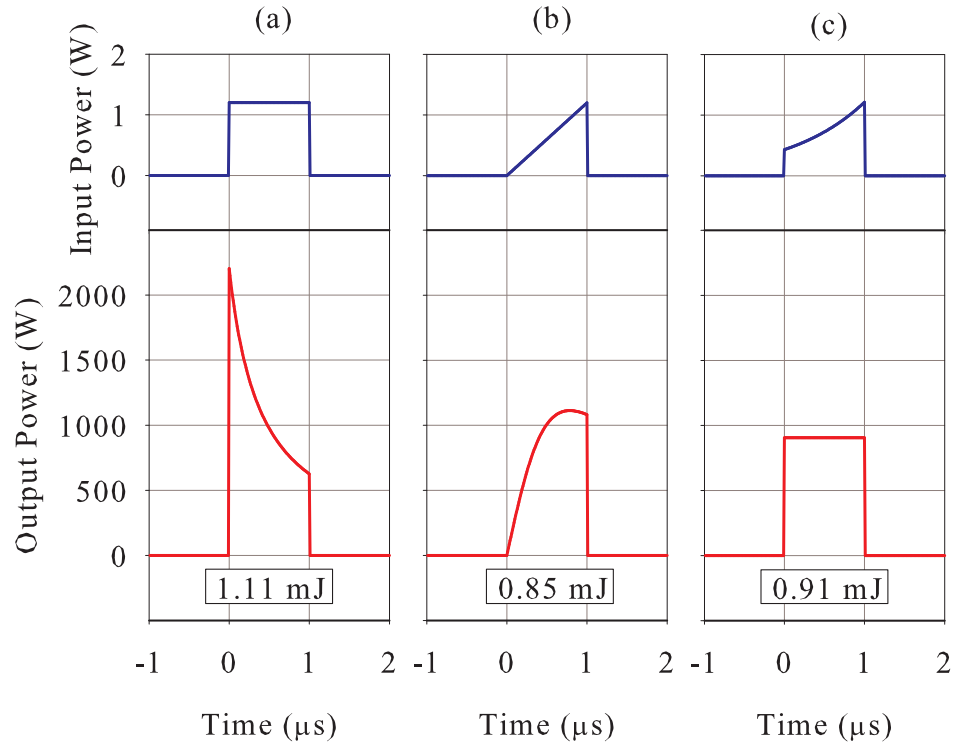 (a) (b) (c)
Input Power (W)
2
1
0
Output Power (W)
2000
1500
1000
500
0
1.11 mJ 0.85 mJ 0.91 mJ
-1 0 1 2 -1 0 1 2 -1 0 1 2
Time (μs) Time (μs) Time (μs)